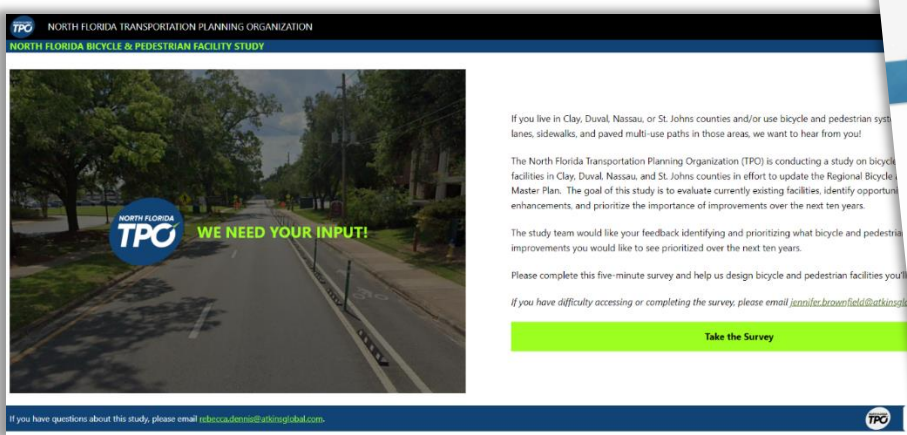 NORTH FLORIDA TRANSPORTATION PLANNING ORGANIZATION
TPO
NORTH FLORIDA BICYCLE & PEDESTRIAN FACILITY STUDY
NORTH FLORIDA
TPO
WE NEED YOUR INPUT!
If you live in Clay, Duval, Nassau, or St. Johns counties and/or use bicycle and pedestrian syst
lanes, sidewalks, and paved multi-use paths in those areas, we want to hear from you!
The North Florida Transportation Planning Organization (TPO) is conducting a study on bicycle
facilities in Clay, Duval, Nassau, and St. Johns counties in effort to update the Regional Bicycle
Master Plan. The goal of this study is to evaluate currently existing facilities, identify opportuni
enhancements, and prioritize the importance of improvements over the next ten years.
The study team would like your feedback identifying and prioritizing what bicycle and pedestria
improvements you would like to see prioritized over the next ten years.
Please complete this five-minute survey and help us design bicycle and pedestrian facilities you'll
If you have difficulty accessing or completing the survey, please email jennifer.brownfield@atkinsglo
Take the Survey
If you have questions about this study, please email rebecca.dennis@atkinsglobal.com.
TPO